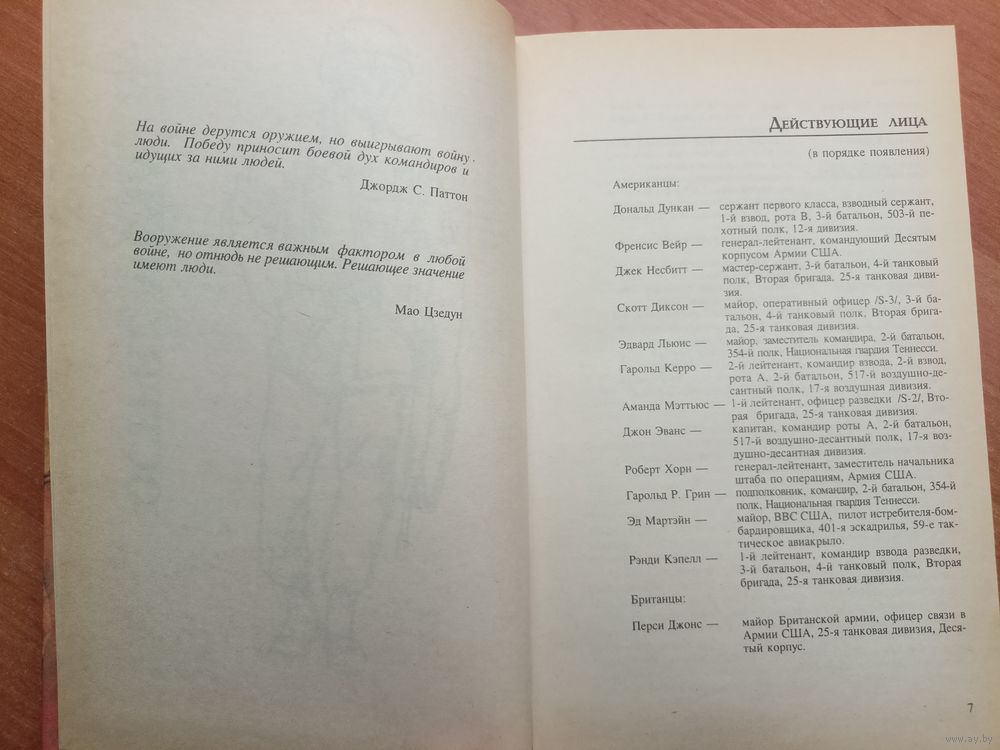 На войне дерутся оружием, но выигрывают войну
люди. Победу приносит боевой дух командиров и
идущих за ними людей.
Джордж С. Паттон
Вооружение является важным фактором в любой
войне, но отнюдь не решающим. Решающее значение
имеют люди.
Мао Цзедун
Действующие лица
(в порядке появления)
Американцы:
Дональд Дункан — сержант первого класса, взводный сержант,
1-й взвод, рота В, 3-й батальон, 503-й пе-
хотный полк, 12-я дивизия.
Френсис Вейр — генерал-лейтенант, командующий Десятым
корпусом Армии США.
Джек Несбитт — мастер-сержант, 3-й батальон, 4-й танковый
полк, Вторая бригада, 25-я танковая диви-
зия.
Скотт Диксон — майор, оперативный офицер /S-3/, 3-й ба-
тальон, 4-й танковый полк, Вторая брига-
да, 25-я танковая дивизия.
Эдвард Льюис — майор, заместитель командира, 2-й батальон,
354-й полк, Национальная гвардия Теннесси.
Гарольд Керро — 2-й лейтенант, командир взвода, 2-й взвод,
рота А, 2-й батальон, 517-й воздушно-де-
сантный полк, 17-я воздушная дивизия.
Аманда Мэттьюс — 1-й лейтенант, офицер разведки /S-2/, Вто-
рая бригада, 25-я танковая дивизия.
Джон Эванс — капитан, командир роты А, 2-й батальон,
517-й воздушно-десантный полк, 17-я воз-
душно-десантная дивизия.
Роберт Хорн — генерал-лейтенант, заместитель начальника
штаба по операциям, Армия США.
Гарольд Р. Грин — подполковник, командир, 2-й батальон, 354-й
полк, Национальная гвардия Теннесси.
Эд Мартэйн — майор, ВВС США, пилот истребителя-бом-
бардировщика, 401-я эскадрилья, 59-е так-
тическое авиакрыло.
Рэнди Кэпелл — 1-й лейтенант, командир взвода разведки,
3-й батальон, 4-й танковый полк, Вторая
бригада, 25-я танковая дивизия.
Британцы:
Перси Джонс — майор Британской армии, офицер связи в
Армии США, 25-я танковая дивизия, Деся-
тый корпус.
7
www.ay.by